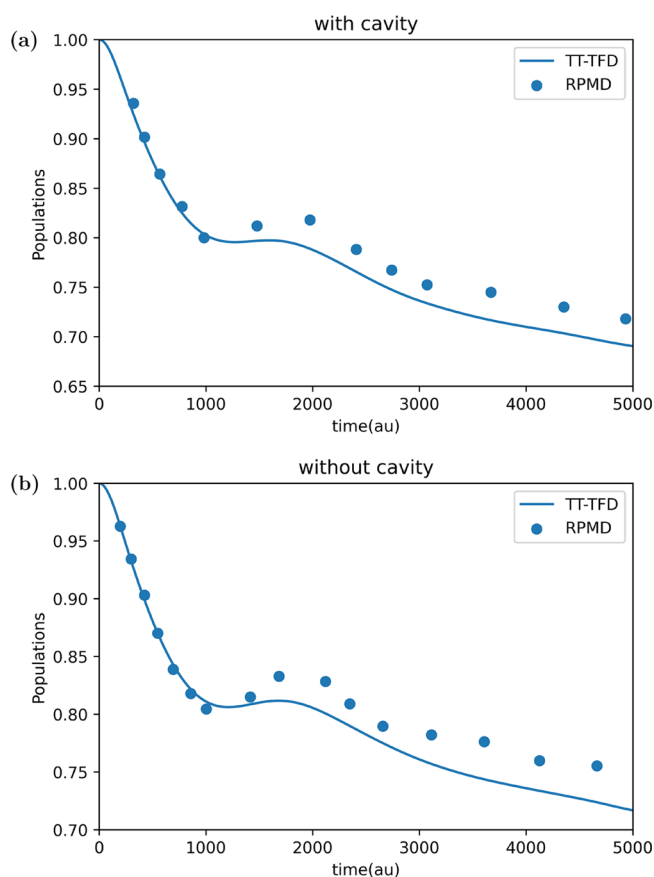 (a)
with cavity
1.00
0.95
0.90
0.85
0.80
0.75
0.70
0.65
Populations
TT-TFD
RPMD
0
1000
2000
3000
4000
5000
time(au)
(b)
without cavity
1.00
0.95
0.90
0.85
0.80
0.75
0.70
Populations
TT-TFD
RPMD
0
1000
2000
3000
4000
5000
time(au)